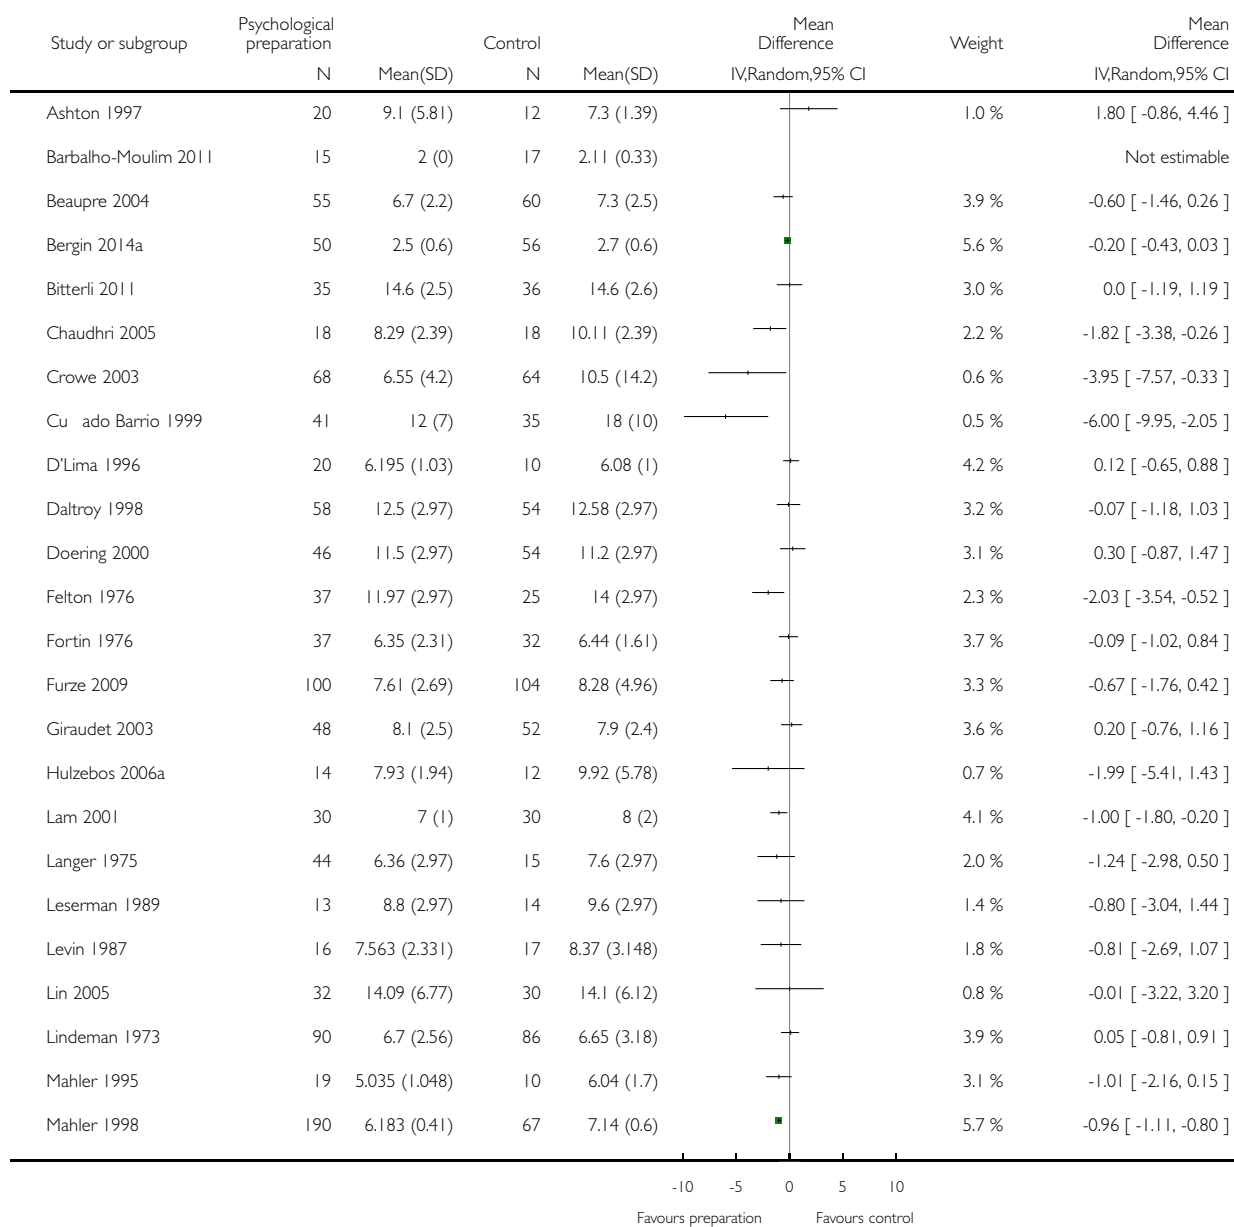 Psychological Mean Mean
Study or subgroup preparation Control Difference Weight Difference
N Mean(SD) N Mean(SD) IV,Random,95% CI IV,Random,95% CI
Ashton 1997 20 9.1 (5.81) 12 7.3 (1.39) 1.0 % 1.80 [ -0.86, 4.46 ]
Barbalho-Moulim 2011 15 2 (0) 17 2.11 (0.33) Not estimable
Beaupre 2004 55 6.7 (2.2) 60 7.3 (2.5) 3.9 % -0.60 [ -1.46, 0.26 ]
Bergin 2014a 50 2.5 (0.6) 56 2.7 (0.6) 5.6 % -0.20 [ -0.43, 0.03 ]
Bitterli 2011 35 14.6 (2.5) 36 14.6 (2.6) 3.0 % 0.0 [ -1.19, 1.19 ]
Chaudhri 2005 18 8.29 (2.39) 18 10.11 (2.39) 2.2 % -1.82 [ -3.38, -0.26 ]
Crowe 2003 68 6.55 (4.2) 64 10.5 (14.2) 0.6 % -3.95 [ -7.57, -0.33 ]
Cu ado Barrio 1999 41 12 (7) 35 18 (10) 0.5 % -6.00 [ -9.95, -2.05 ]
D'Lima 1996 20 6.195 (1.03) 10 6.08 (1) 4.2 % 0.12 [ -0.65, 0.88 ]
Daltroy 1998 58 12.5 (2.97) 54 12.58 (2.97) 3.2 % -0.07 [ -1.18, 1.03 ]
Doering 2000 46 11.5 (2.97) 54 11.2 (2.97) 3.1 % 0.30 [ -0.87, 1.47 ]
Felton 1976 37 11.97 (2.97) 25 14 (2.97) 2.3 % -2.03 [ -3.54, -0.52 ]
Fortin 1976 37 6.35 (2.31) 32 6.44 (1.61) 3.7 % -0.09 [ -1.02, 0.84 ]
Furze 2009 100 7.61 (2.69) 104 8.28 (4.96) 3.3 % -0.67 [ -1.76, 0.42 ]
Giraudet 2003 48 8.1 (2.5) 52 7.9 (2.4) 3.6 % 0.20 [ -0.76, 1.16 ]
Hulzebos 2006a 14 7.93 (1.94) 12 9.92 (5.78) 0.7 % -1.99 [ -5.41, 1.43 ]
Lam 2001 30 7 (1) 30 8 (2) 4.1 % -1.00 [ -1.80, -0.20 ]
Langer 1975 44 6.36 (2.97) 15 7.6 (2.97) 2.0 % -1.24 [ -2.98, 0.50 ]
Leserman 1989 13 8.8 (2.97) 14 9.6 (2.97) 1.4 % -0.80 [ -3.04, 1.44 ]
Levin 1987 16 7.563 (2.331) 17 8.37 (3.148) 1.8 % -0.81 [ -2.69, 1.07 ]
Lin 2005 32 14.09 (6.77) 30 14.1 (6.12) 0.8 % -0.01 [ -3.22, 3.20 ]
Lindeman 1973 90 6.7 (2.56) 86 6.65 (3.18) 3.9 % 0.05 [ -0.81, 0.91 ]
Mahler 1995 19 5.035 (1.048) 10 6.04 (1.7) 3.1 % -1.01 [ -2.16, 0.15 ]
Mahler 1998 190 6.183 (0.41) 67 7.14 (0.6) 5.7 % -0.96 [ -1.11, -0.80 ]
-10 -5 0 5 10
Favours preparation Favours control